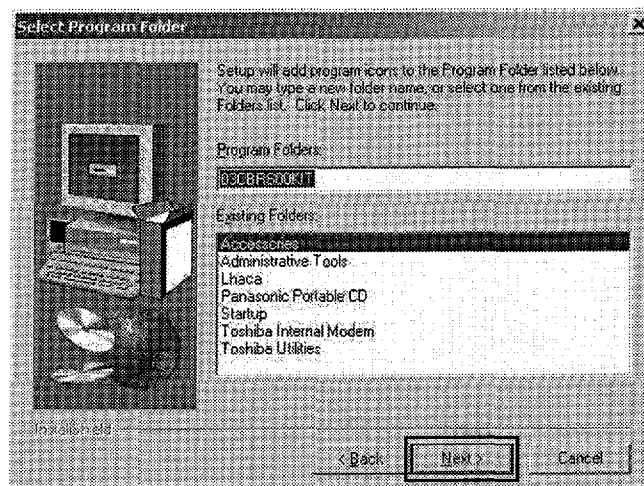 Select Program Folder
Setup will add program icons to the Program Folder listed below.
You may type a new folder name, or select one from the existing
Folders list. Click Next to continue.
Program Folders:
Existing Folders:
Accessories
Administrative Tools
Lhaca
Panasonic Portable CD
Startup
Toshiba Internal Modem
Toshiba Utilities
InstallShield
< Back
Next >
Cancel